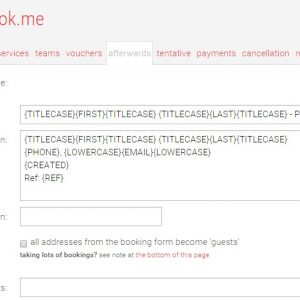 ok.me
services teams vouchers afterwards tentative payments cancellation re
e:
{TITLECASE}{FIRST}{TITLECASE} {TITLECASE}{LAST}{TITLECASE} - P
n:
{TITLECASE}{FIRST}{TITLECASE} {TITLECASE}{LAST}{TITLECASE}
{PHONE}, {LOWERCASE}{EMAIL}{LOWERCASE}
{CREATED}
Ref: {REF}
n:
all addresses from the booking form become 'guests'
taking lots of bookings? see note at the bottom of this page
s: